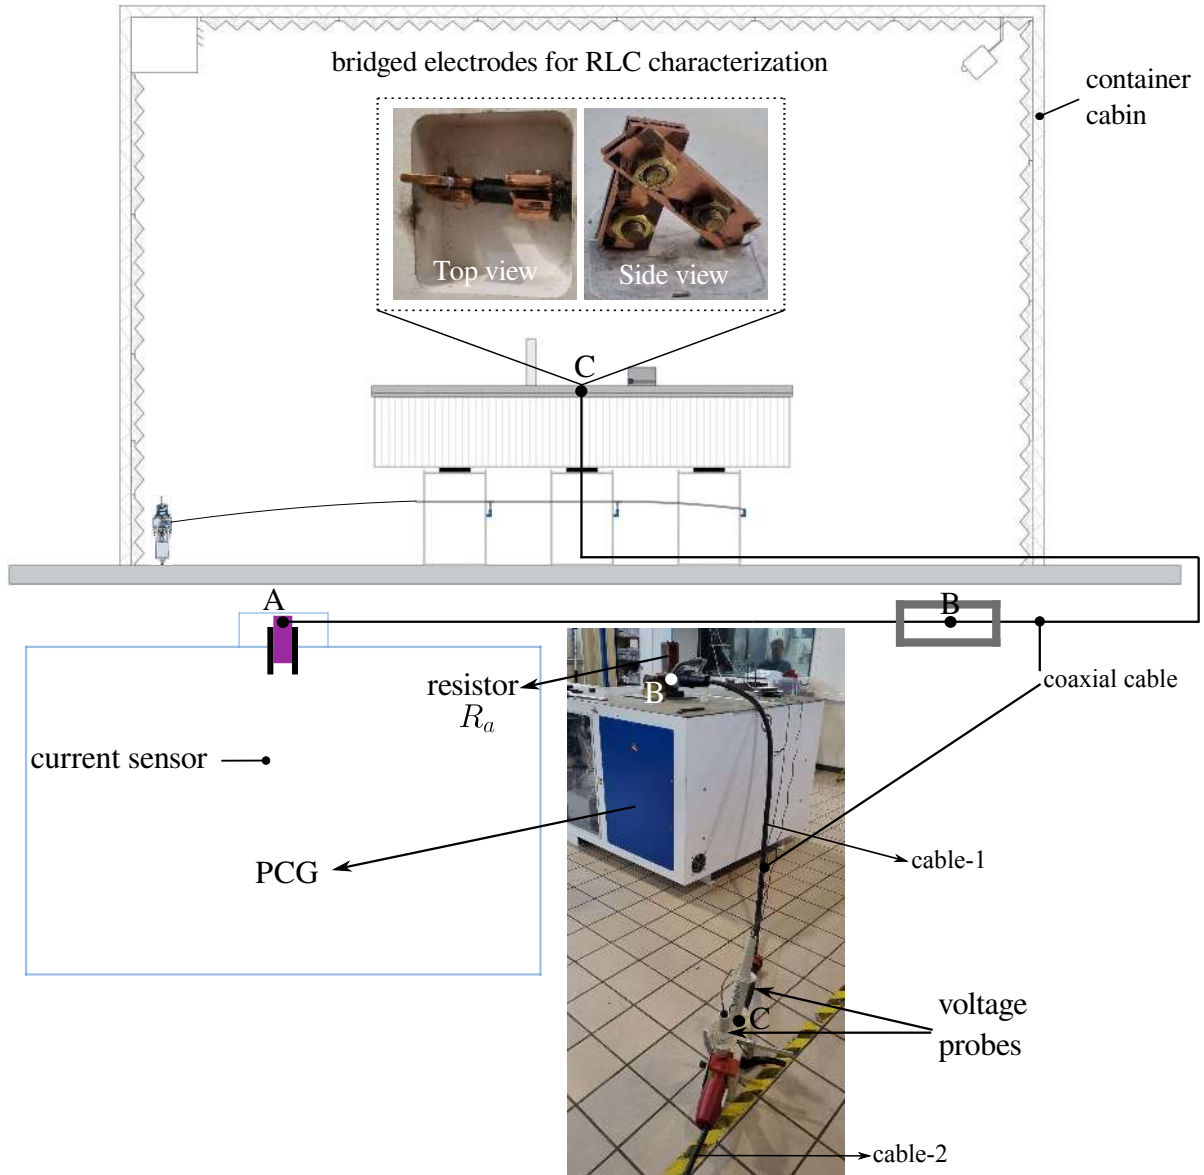 bridged electrodes for RLC characterization
container
cabin
Top view
Side view
C
A
B
coaxial cable
resistor
R_a
B
current sensor
PCG
cable-1
C
voltage
probes
cable-2